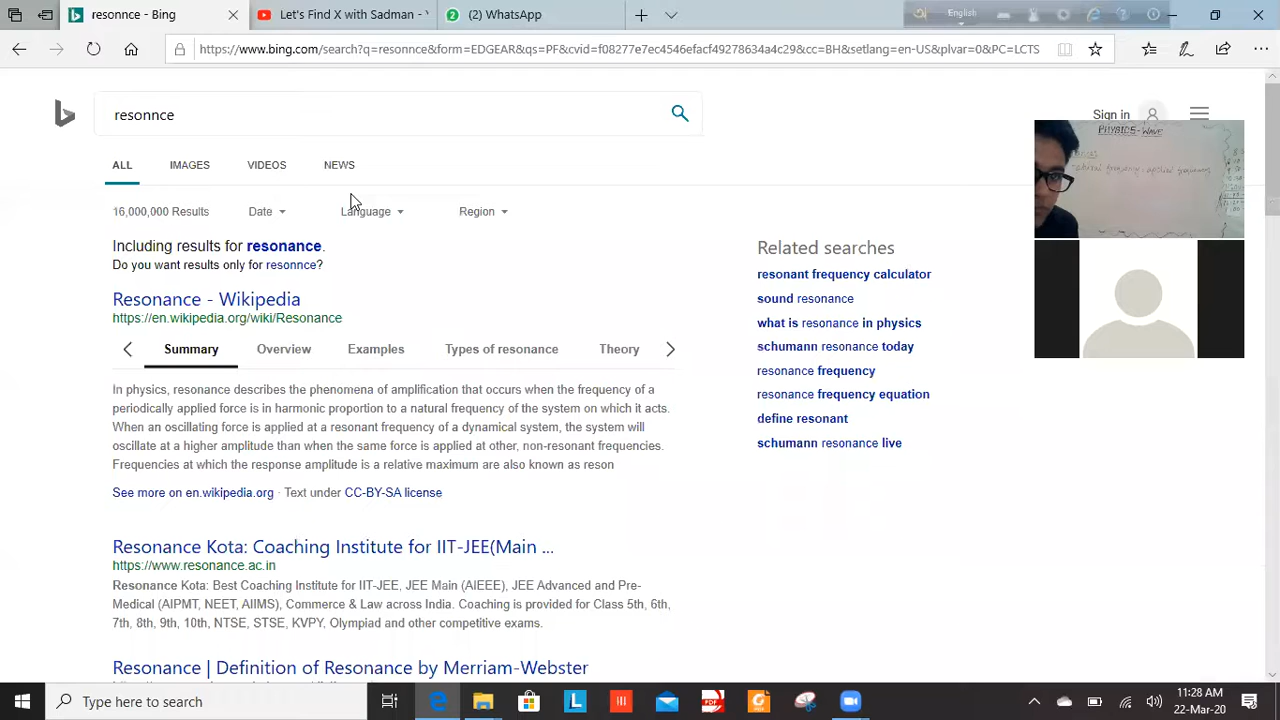 resonnce - Bing
Let's Find X with Sadman - Y
(2) WhatsApp
English
https://www.bing.com/search?q=resonnce&form=EDGEAR&qs=PF&cvid=f08277e7ec4546efacf49278634a4c29&cc=BH&setlang=en-US&plvar=0&PC=LCTS
resonnce
Sign in
ALL
IMAGES
VIDEOS
NEWS
16,000,000 Results
Date
Language
Region
Including results for resonance.
Do you want results only for resonnce?
Resonance - Wikipedia
https://en.wikipedia.org/wiki/Resonance
Summary
Overview
Examples
Types of resonance
Theory
In physics, resonance describes the phenomena of amplification that occurs when the frequency of a
periodically applied force is in harmonic proportion to a natural frequency of the system on which it acts.
When an oscillating force is applied at a resonant frequency of a dynamical system, the system will
oscillate at a higher amplitude than when the same force is applied at other, non-resonant frequencies.
Frequencies at which the response amplitude is a relative maximum are also known as reson
See more on en.wikipedia.org · Text under CC-BY-SA license
Resonance Kota: Coaching Institute for IIT-JEE(Main ...
https://www.resonance.ac.in
Resonance Kota: Best Coaching Institute for IIT-JEE, JEE Main (AIEEE), JEE Advanced and Pre-
Medical (AIPMT, NEET, AIIMS), Commerce & Law across India. Coaching is provided for Class 5th, 6th,
7th, 8th, 9th, 10th, NTSE, STSE, KVPY, Olympiad and other competitive exams.
Resonance | Definition of Resonance by Merriam-Webster
Related searches
resonant frequency calculator
sound resonance
what is resonance in physics
schumann resonance today
resonance frequency
resonance frequency equation
define resonant
schumann resonance live
PHYSICS - WAVE
frequency
applied frequency
Type here to search
11:28 AM
22-Mar-20